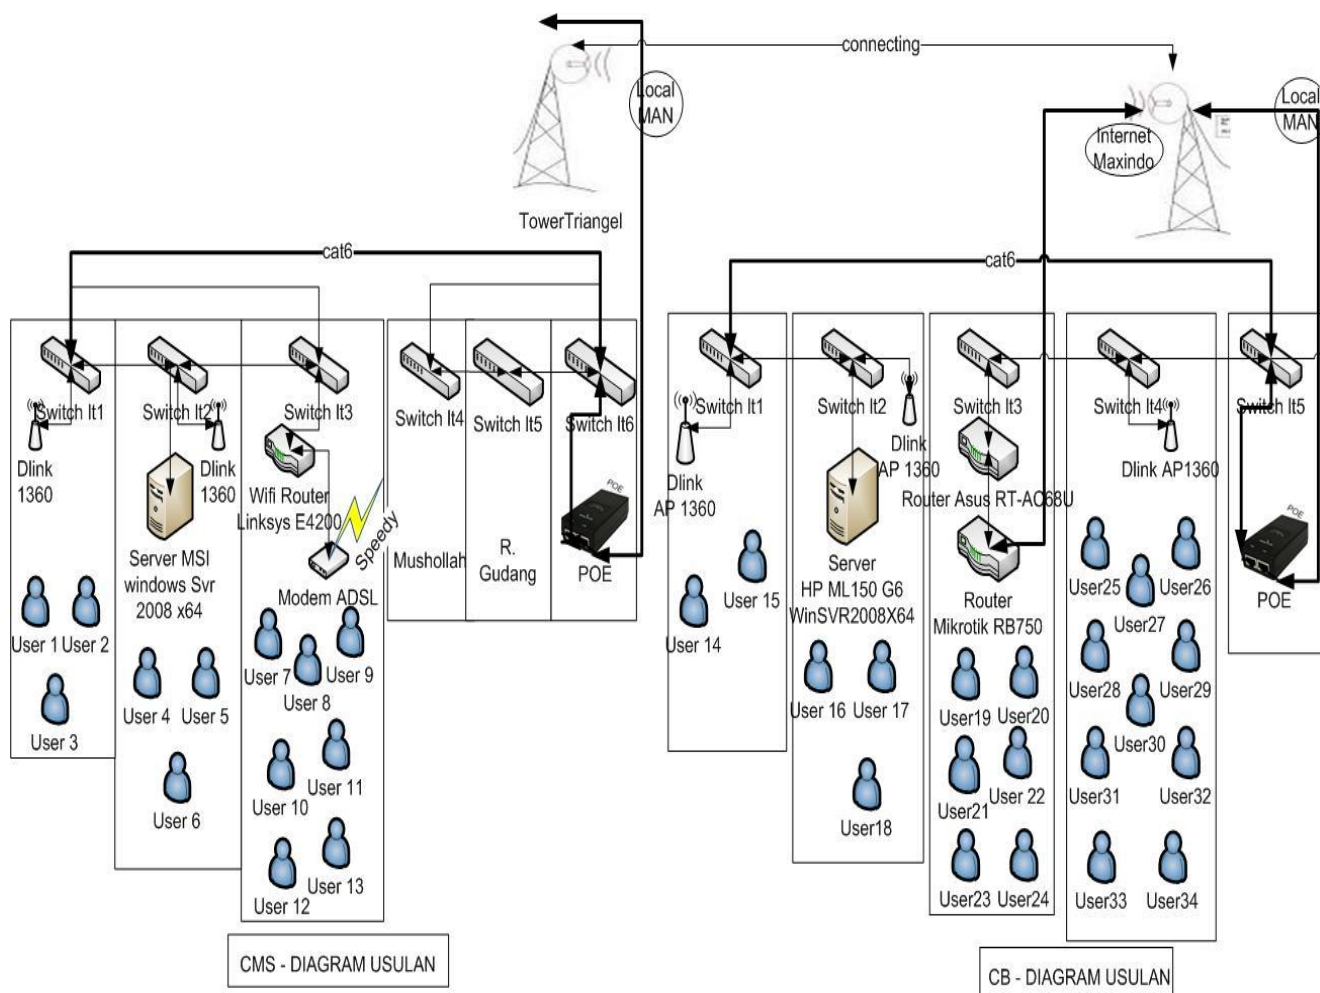 connecting
Local
MAN
Local
MAN
Internet
Maxindo
TowerTriangel
cat6
cat6
Switch lt1
Switch lt2
Switch lt3
Switch lt4
Switch lt5
Switch lt6
Dlink
1360
Dlink
1360
Wifi Router
Linksys E4200
Speedy
Server MSI
windows Svr
2008 x64
Modem ADSL
Mushollah
R.
Gudang
POE
POE
User 1
User 2
User 3
User 4
User 5
User 6
User 7
User 8
User 9
User 10
User 11
User 12
User 13
CMS - DIAGRAM USULAN
Switch lt1
Switch lt2
Switch lt3
Switch lt4
Switch lt5
Dlink
AP 1360
Dlink
AP 1360
Router Asus RT-AC68U
Dlink AP1360
Server
HP ML150 G6
WinSVR2008X64
Router
Mikrotik RB750
POE
POE
User 14
User 15
User 16
User 17
User18
User19
User20
User21
User 22
User23
User24
User25
User26
User27
User28
User29
User30
User31
User32
User33
User34
CB - DIAGRAM USULAN